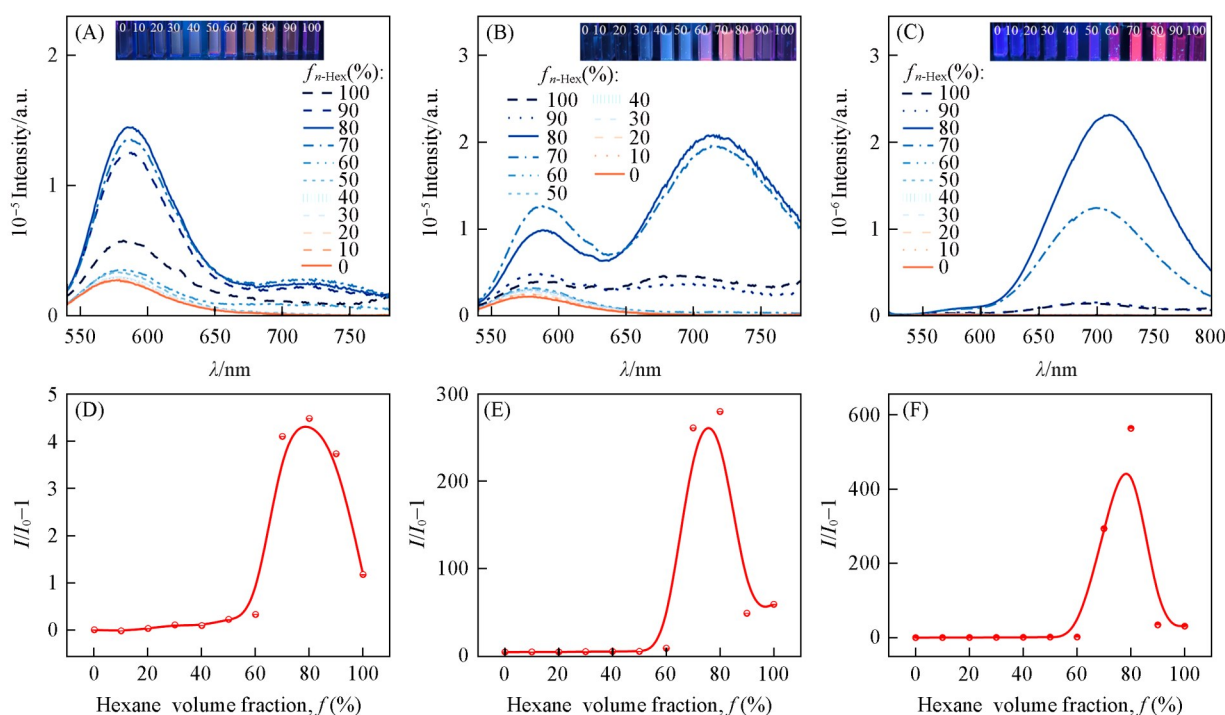 (A)
0 10 20 30 40 50 60 70 80 90 100
f n-Hex(%):
100
90
80
70
60
50
40
30
20
10
0
2
1
0
10⁻⁵ Intensity/a.u.
550 600 650 700 750
λ/nm
(B)
0 10 20 30 40 50 60 70 80 90 100
f n-Hex(%):
100 40
90 30
80 20
70 10
60 0
50
3
2
1
0
10⁻⁵ Intensity/a.u.
550 600 650 700 750
λ/nm
(C)
0 10 20 30 40 50 60 70 80 90 100
f n-Hex(%):
100
90
80
70
60
50
40
30
20
10
0
3
2
1
0
10⁻⁶ Intensity/a.u.
550 600 650 700 750 800
λ/nm
(D)
5
4
3
2
1
0
I/I₀−1
0 20 40 60 80 100
Hexane volume fraction, f (%)
(E)
300
200
100
0
I/I₀−1
0 20 40 60 80 100
Hexane volume fraction, f (%)
(F)
600
400
200
0
I/I₀−1
0 20 40 60 80 100
Hexane volume fraction, f (%)